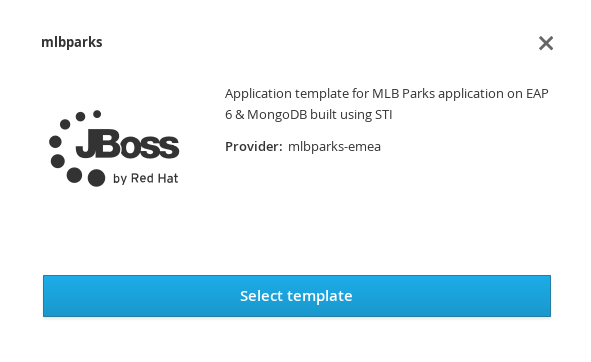 mlbparks
Application template for MLB Parks application on EAP
6 & MongoDB built using STI
Provider: mlbparks-emea
JBoss
by Red Hat
Select template